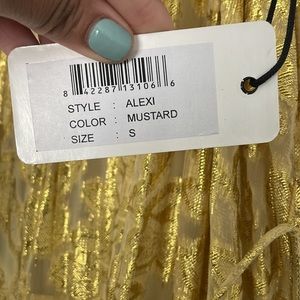 8 42287 13106 6
STYLE : ALEXI
COLOR : MUSTARD
SIZE : S